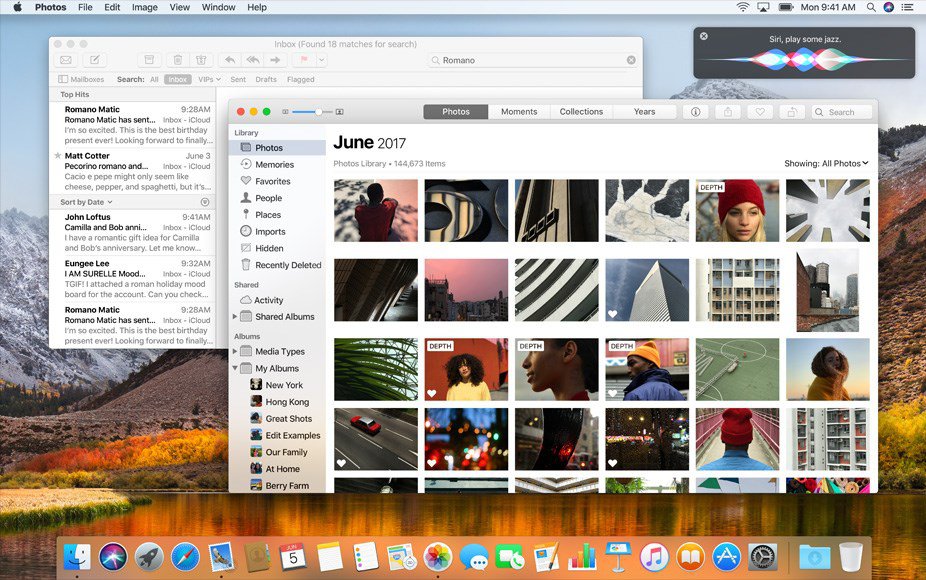 Photos File Edit Image View Window Help
Mon 9:41 AM
Siri, play some jazz.
Inbox (Found 18 matches for search)
Romano
Mailboxes Search: All Inbox VIPs Sent Drafts Flagged
Top Hits
Romano Matic 9:28AM
Romano Matic has sent... Inbox - iCloud
I'm so excited. This is the best birthday
present ever! Looking forward to finally...
Matt Cotter June 3
Pecorino romano and... Inbox - iCloud
Cacio e pepe might only seem like
cheese, pepper, and spaghetti, but it's...
Sort by Date
John Loftus 9:41AM
Camilla and Bob anni... Inbox - iCloud
I have a romantic gift idea for Camilla
and Bob's anniversary. Let me know...
Eungee Lee 9:32AM
I AM SURELLE Mood... Inbox - iCloud
TGIF! I attached a roman holiday mood
board for the account. Can you check...
Romano Matic 9:28AM
Romano Matic has sent... Inbox - iCloud
I'm so excited. This is the best birthday
present ever! Looking forward to finally...
Photos Moments Collections Years
Search
Library
Photos
Memories
Favorites
People
Places
Imports
Hidden
Recently Deleted
Shared
Activity
Shared Albums
Albums
Media Types
My Albums
New York
Hong Kong
Great Shots
Edit Examples
Our Family
At Home
Berry Farm
June 2017
Photos Library • 144,673 Items
Showing: All Photos
DEPTH
DEPTH
DEPTH
DEPTH
JUN
5